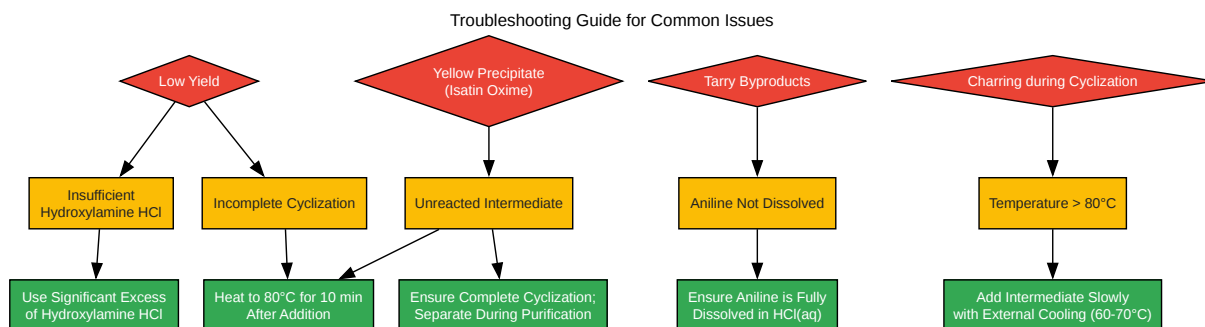 Troubleshooting Guide for Common Issues
Low Yield
Yellow Precipitate
(Isatin Oxime)
Tarry Byproducts
Charring during Cyclization
Insufficient
Hydroxylamine HCl
Incomplete Cyclization
Unreacted Intermediate
Aniline Not Dissolved
Temperature > 80°C
Use Significant Excess
of Hydroxylamine HCl
Heat to 80°C for 10 min
After Addition
Ensure Complete Cyclization;
Separate During Purification
Ensure Aniline is Fully
Dissolved in HCl(aq)
Add Intermediate Slowly
with External Cooling (60-70°C)